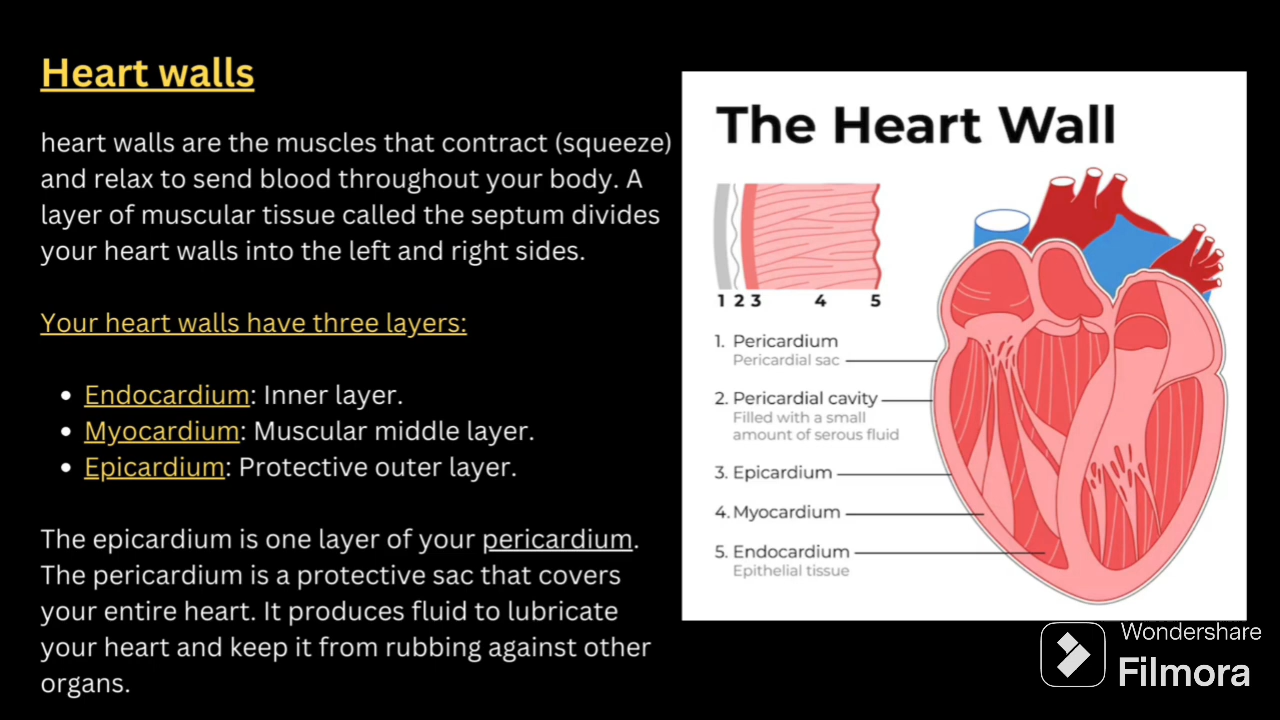 Heart walls
heart walls are the muscles that contract (squeeze)
and relax to send blood throughout your body. A
layer of muscular tissue called the septum divides
your heart walls into the left and right sides.
Your heart walls have three layers:
• Endocardium: Inner layer.
• Myocardium: Muscular middle layer.
• Epicardium: Protective outer layer.
The epicardium is one layer of your pericardium.
The pericardium is a protective sac that covers
your entire heart. It produces fluid to lubricate
your heart and keep it from rubbing against other
organs.
The Heart Wall
1 2 3 4 5
1. Pericardium
Pericardial sac
2. Pericardial cavity
Filled with a small
amount of serous fluid
3. Epicardium
4. Myocardium
5. Endocardium
Epithelial tissue
Wondershare
Filmora